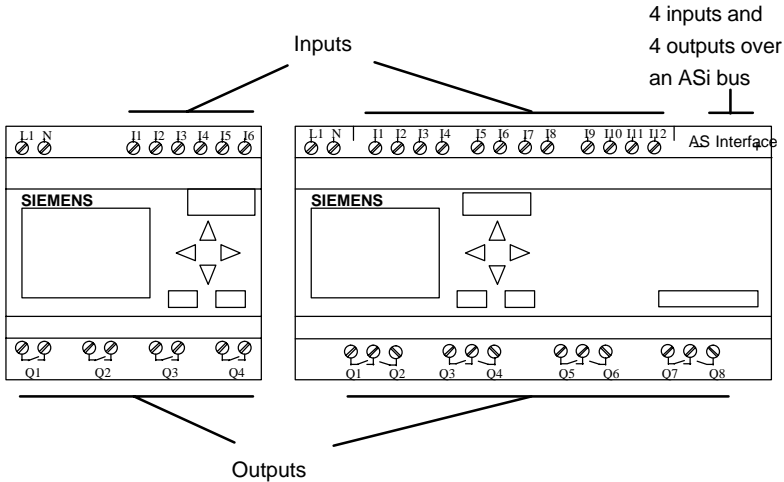 4 inputs and
4 outputs over
an ASi bus
Inputs
L1 N I1 I2 I3 I4 I5 I6
L1 N I1 I2 I3 I4 I5 I6 I7 I8 I9 I10 I11 I12 AS Interface
- +
SIEMENS
SIEMENS
Q1 Q2 Q3 Q4
Q1 Q2 Q3 Q4 Q5 Q6 Q7 Q8
Outputs